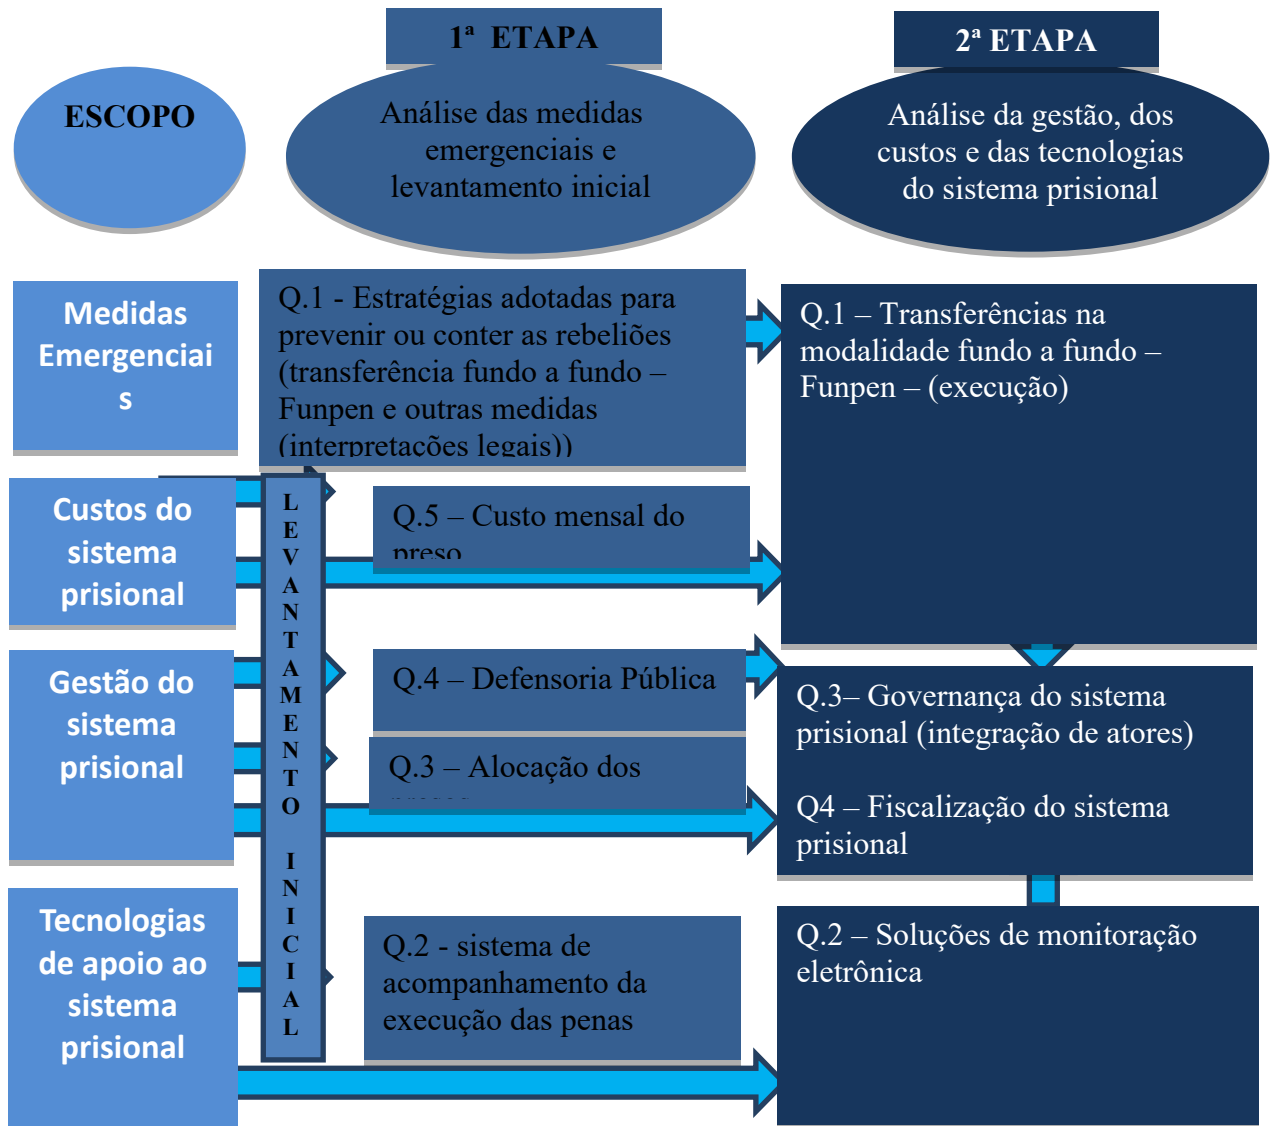 ESCOPO
1ª ETAPA
Análise das medidas
emergenciais e
levantamento inicial
2ª ETAPA
Análise da gestão, dos
custos e das tecnologias
do sistema prisional
Medidas
Emergenciai
s
Q.1 - Estratégias adotadas para
prevenir ou conter as rebeliões
(transferência fundo a fundo –
Funpen e outras medidas
(interpretações legais))
Q.1 – Transferências na
modalidade fundo a fundo –
Funpen – (execução)
Custos do
sistema
prisional
LEVANTAMENTO INICIAL
Q.5 – Custo mensal do
preso
Gestão do
sistema
prisional
Q.4 – Defensoria Pública
Q.3 – Alocação dos
Q.3– Governança do sistema
prisional (integração de atores)
Q4 – Fiscalização do sistema
prisional
Tecnologias
de apoio ao
sistema
prisional
Q.2 - sistema de
acompanhamento da
execução das penas
Q.2 – Soluções de monitoração
eletrônica